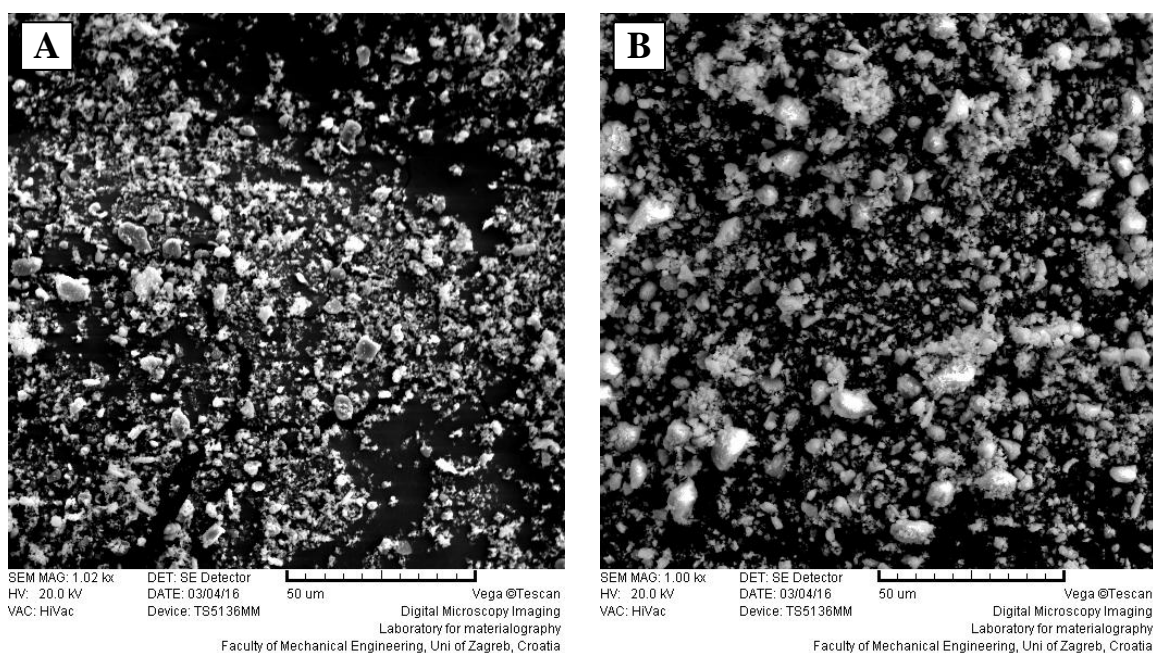 A
SEM MAG: 1.02 kx DET: SE Detector
HV: 20.0 kV DATE: 03/04/16 50 um Vega ©Tescan
VAC: HiVac Device: TS5136MM Digital Microscopy Imaging
Laboratory for materialography
Faculty of Mechanical Engineering, Uni of Zagreb, Croatia
B
SEM MAG: 1.00 kx DET: SE Detector
HV: 20.0 kV DATE: 03/04/16 50 um Vega ©Tescan
VAC: HiVac Device: TS5136MM Digital Microscopy Imaging
Laboratory for materialography
Faculty of Mechanical Engineering, Uni of Zagreb, Croatia